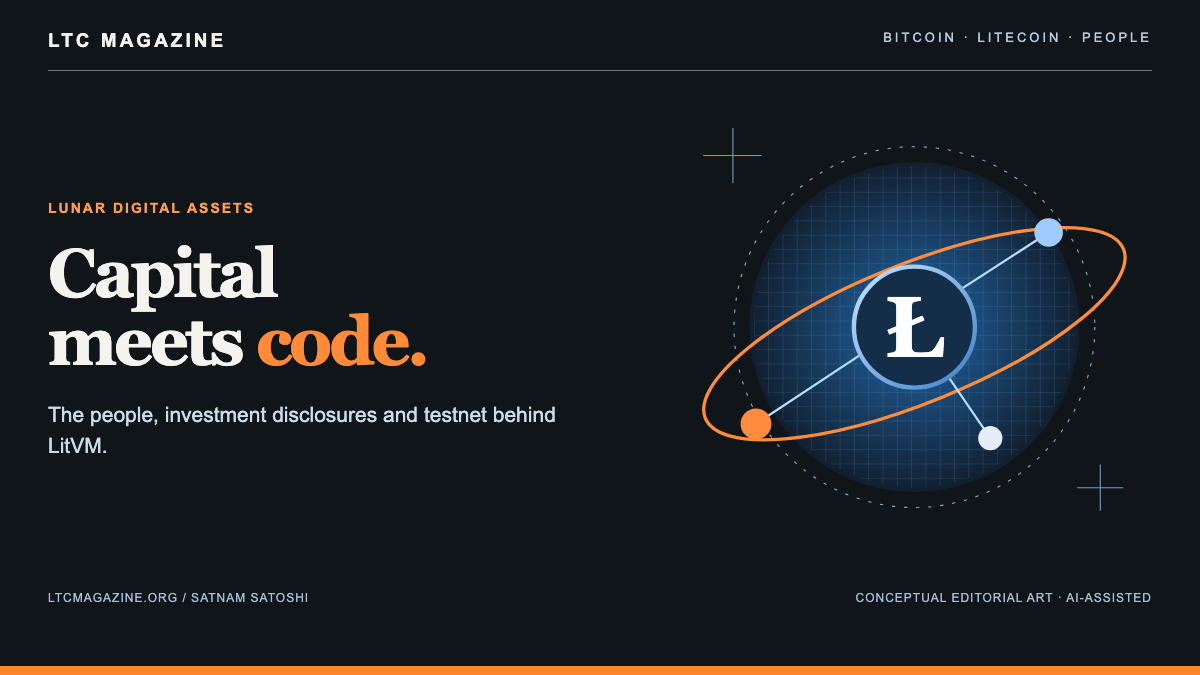 LTC MAGAZINE
BITCOIN · LITECOIN · PEOPLE
LUNAR DIGITAL ASSETS
Capital
meets code.
The people, investment disclosures and testnet behind
LitVM.
Ł
LTCMAGAZINE.ORG / SATNAM SATOSHI
CONCEPTUAL EDITORIAL ART · AI-ASSISTED